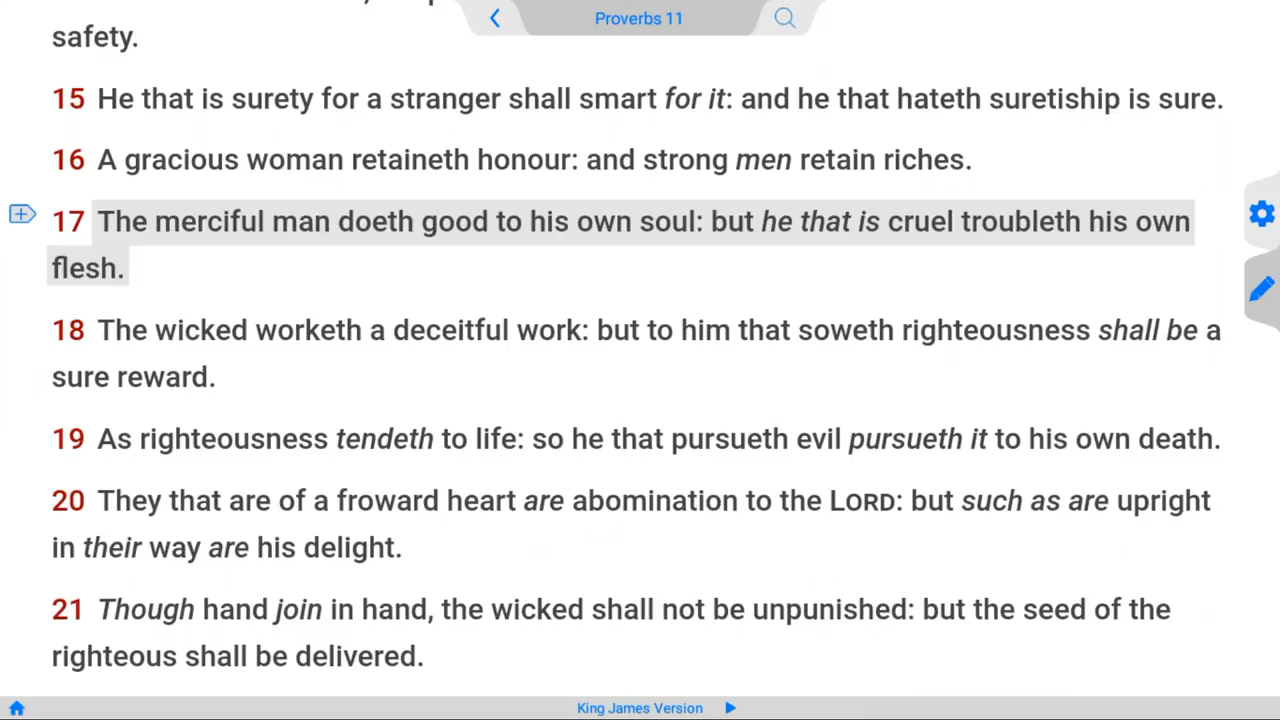 Proverbs 11
safety.
15 He that is surety for a stranger shall smart for it: and he that hateth suretiship is sure.
16 A gracious woman retaineth honour: and strong men retain riches.
17 The merciful man doeth good to his own soul: but he that is cruel troubleth his own
flesh.
18 The wicked worketh a deceitful work: but to him that soweth righteousness shall be a
sure reward.
19 As righteousness tendeth to life: so he that pursueth evil pursueth it to his own death.
20 They that are of a froward heart are abomination to the LORD: but such as are upright
in their way are his delight.
21 Though hand join in hand, the wicked shall not be unpunished: but the seed of the
righteous shall be delivered.
King James Version